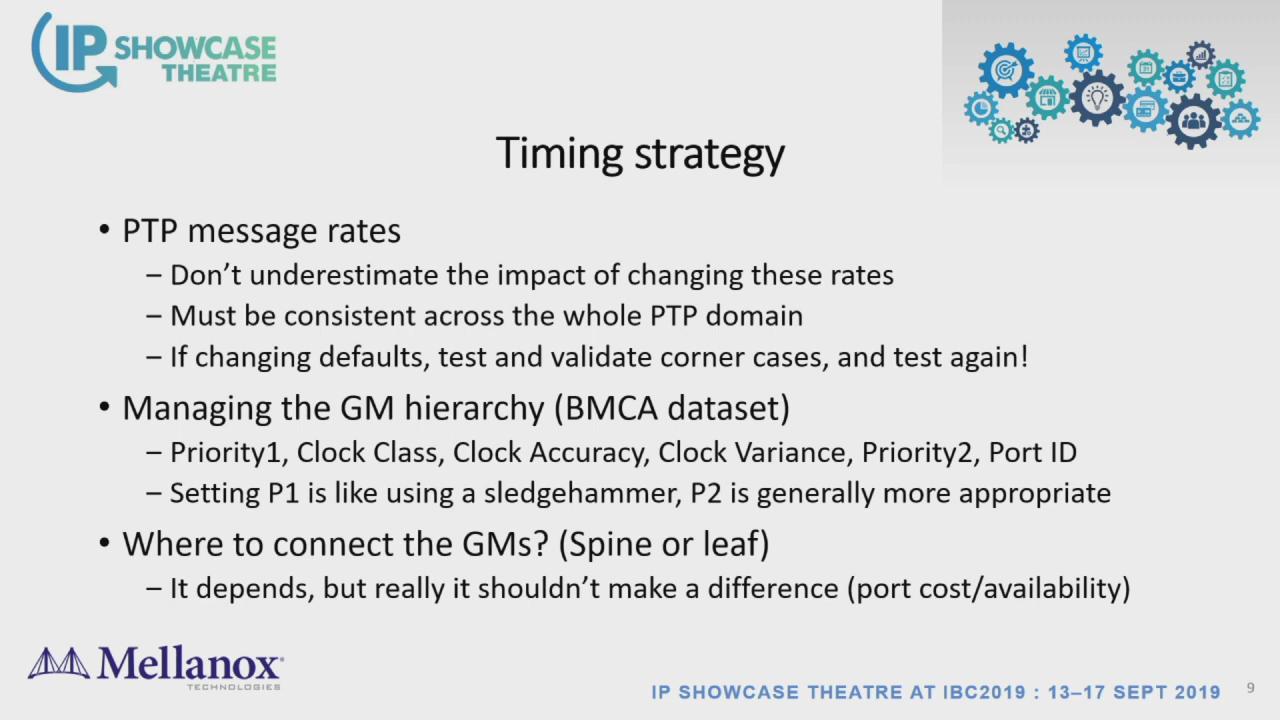 IP SHOWCASE
THEATRE
Timing strategy
• PTP message rates
– Don’t underestimate the impact of changing these rates
– Must be consistent across the whole PTP domain
– If changing defaults, test and validate corner cases, and test again!
• Managing the GM hierarchy (BMCA dataset)
– Priority1, Clock Class, Clock Accuracy, Clock Variance, Priority2, Port ID
– Setting P1 is like using a sledgehammer, P2 is generally more appropriate
• Where to connect the GMs? (Spine or leaf)
– It depends, but really it shouldn’t make a difference (port cost/availability)
Mellanox
TECHNOLOGIES
IP SHOWCASE THEATRE AT IBC2019 : 13–17 SEPT 2019
9